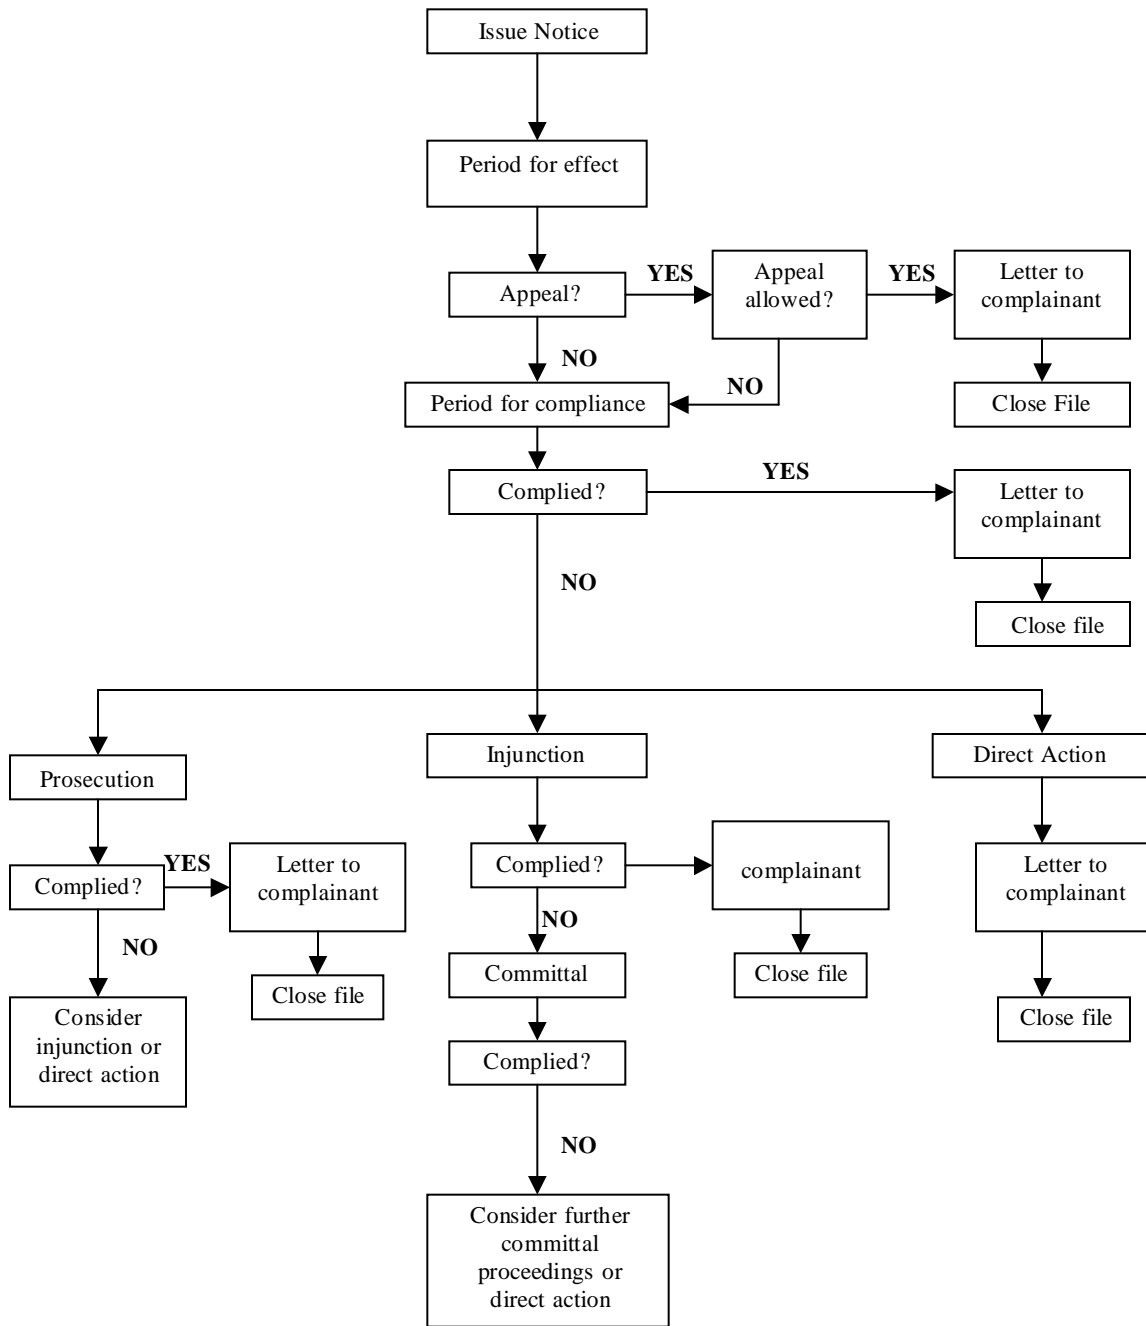 Issue Notice
Period for effect
Appeal?
YES
Appeal
allowed?
YES
Letter to
complainant
NO
NO
Period for compliance
Close File
Complied?
YES
Letter to
complainant
NO
Close file
Prosecution
Injunction
Direct Action
Complied?
YES
Letter to
complainant
Complied?
complainant
Letter to
complainant
NO
Close file
NO
Committal
Close file
Close file
Consider
injunction or
direct action
Complied?
NO
Consider further
committal
proceedings or
direct action